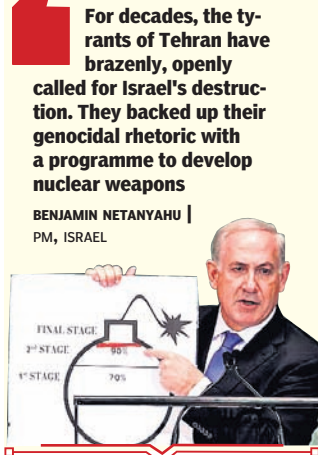 For decades, the ty-
rants of Tehran have
brazenly, openly
called for Israel's destruc-
tion. They backed up their
genocidal rhetoric with
a programme to develop
nuclear weapons
BENJAMIN NETANYAHU |
PM, ISRAEL
FINAL STAGE
2ND STAGE
90%
1ST STAGE
70%